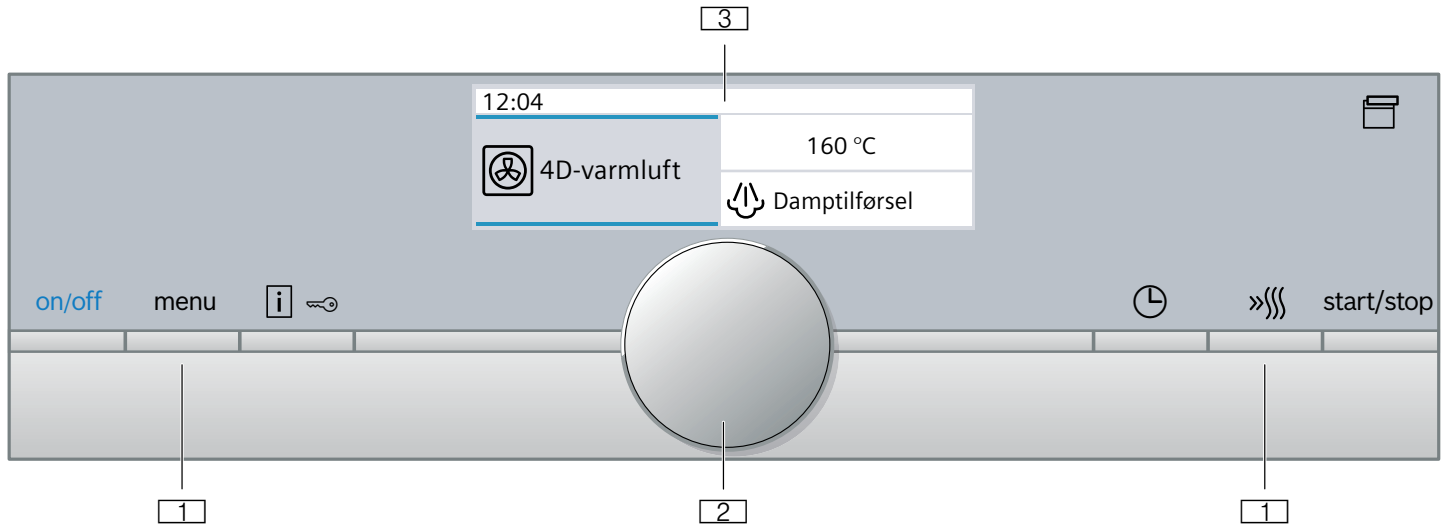 3
12:04
160 °C
4D-varmluft
Damptilførsel
on/off menu i start/stop
1 2 1